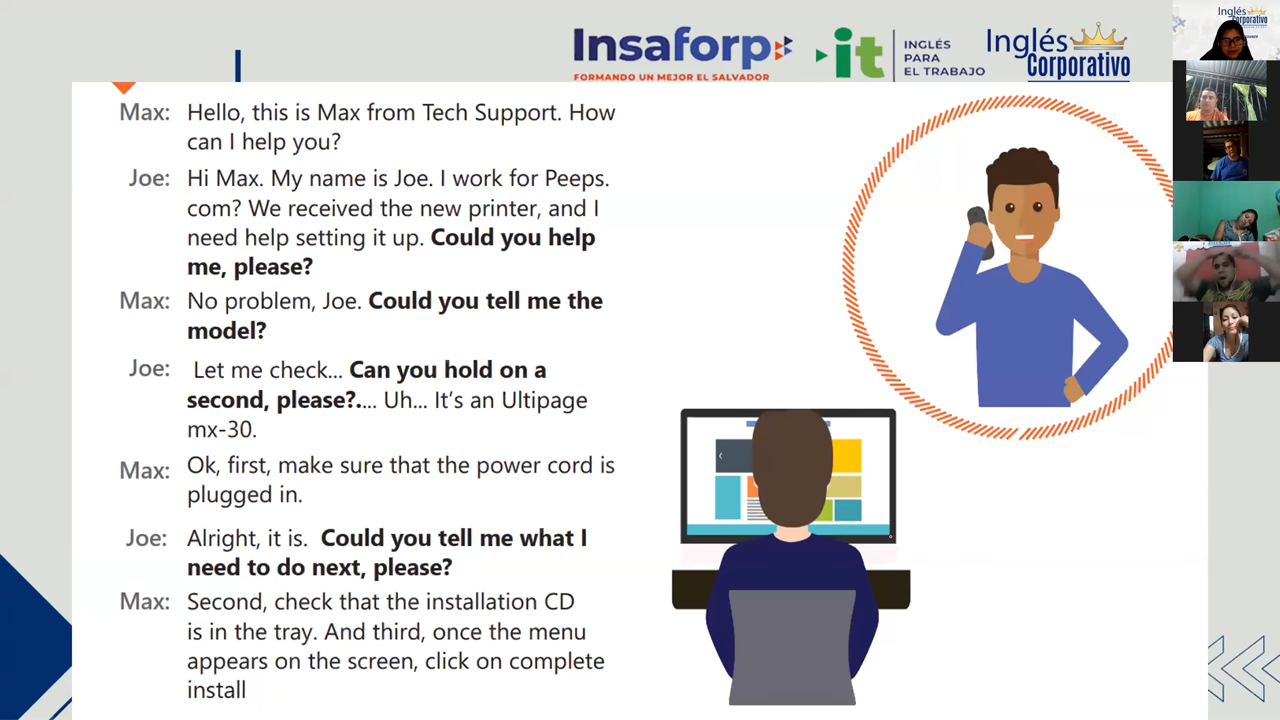 Insaforp
FORMANDO UN MEJOR EL SALVADOR
it
INGLÉS
PARA
EL TRABAJO
Inglés
Corporativo
Inglés
Corporativo
Max: Hello, this is Max from Tech Support. How
can I help you?
Joe: Hi Max. My name is Joe. I work for Peeps.
com? We received the new printer, and I
need help setting it up. Could you help
me, please?
Max: No problem, Joe. Could you tell me the
model?
Joe: Let me check... Can you hold on a
second, please?.... Uh... It’s an Ultipage
mx-30.
Max: Ok, first, make sure that the power cord is
plugged in.
Joe: Alright, it is. Could you tell me what I
need to do next, please?
Max: Second, check that the installation CD
is in the tray. And third, once the menu
appears on the screen, click on complete
install